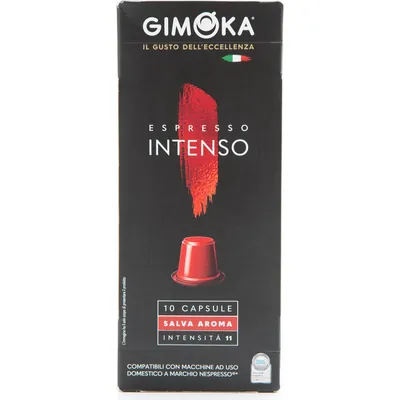 GIMOKA
IL GUSTO DELL'ECCELLENZA
ESPRESSO
INTENSO
10 CAPSULE
SALVA AROMA
INTENSITÀ 11
COMPATIBILI CON MACCHINE AD USO
DOMESTICO A MARCHIO NESPRESSO®*